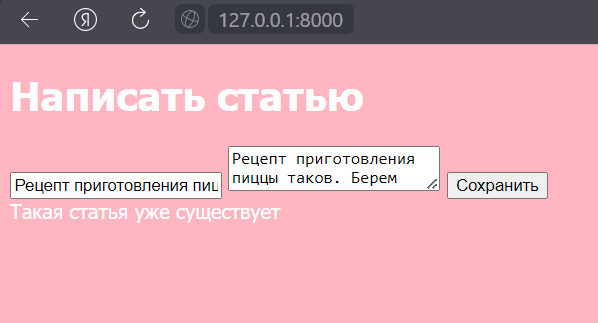 127.0.0.1:8000
Написать статью
Рецепт приготовления
Рецепт приготовления
пиццы таков. Берем
Сохранить
Такая статья уже существует